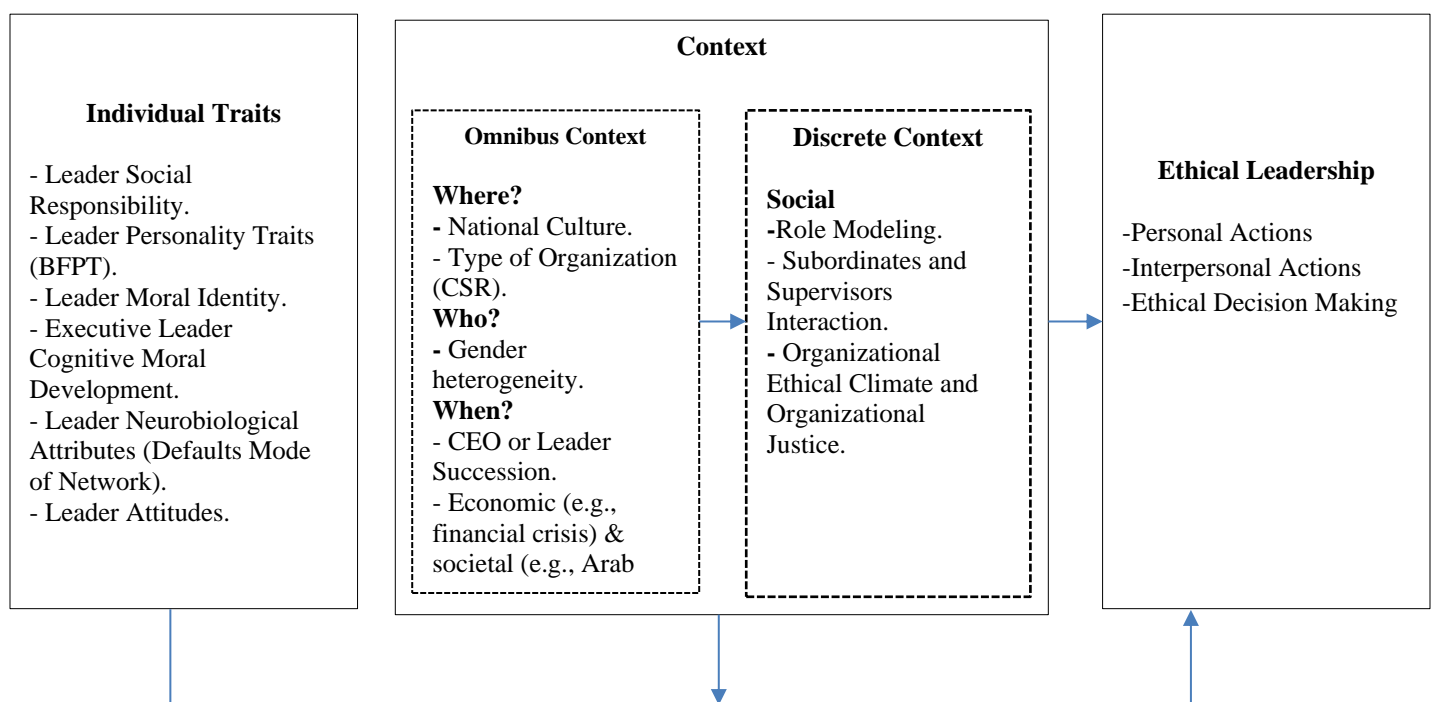 Individual Traits
- Leader Social
Responsibility.
- Leader Personality Traits
(BFPT).
- Leader Moral Identity.
- Executive Leader
Cognitive Moral
Development.
- Leader Neurobiological
Attributes (Defaults Mode
of Network).
- Leader Attitudes.
Context
Omnibus Context
Where?
- National Culture.
- Type of Organization
(CSR).
Who?
- Gender
heterogeneity.
When?
- CEO or Leader
Succession.
- Economic (e.g.,
financial crisis) &
societal (e.g., Arab
Discrete Context
Social
-Role Modeling.
- Subordinates and
Supervisors
Interaction.
- Organizational
Ethical Climate and
Organizational
Justice.
Ethical Leadership
-Personal Actions
-Interpersonal Actions
-Ethical Decision Making